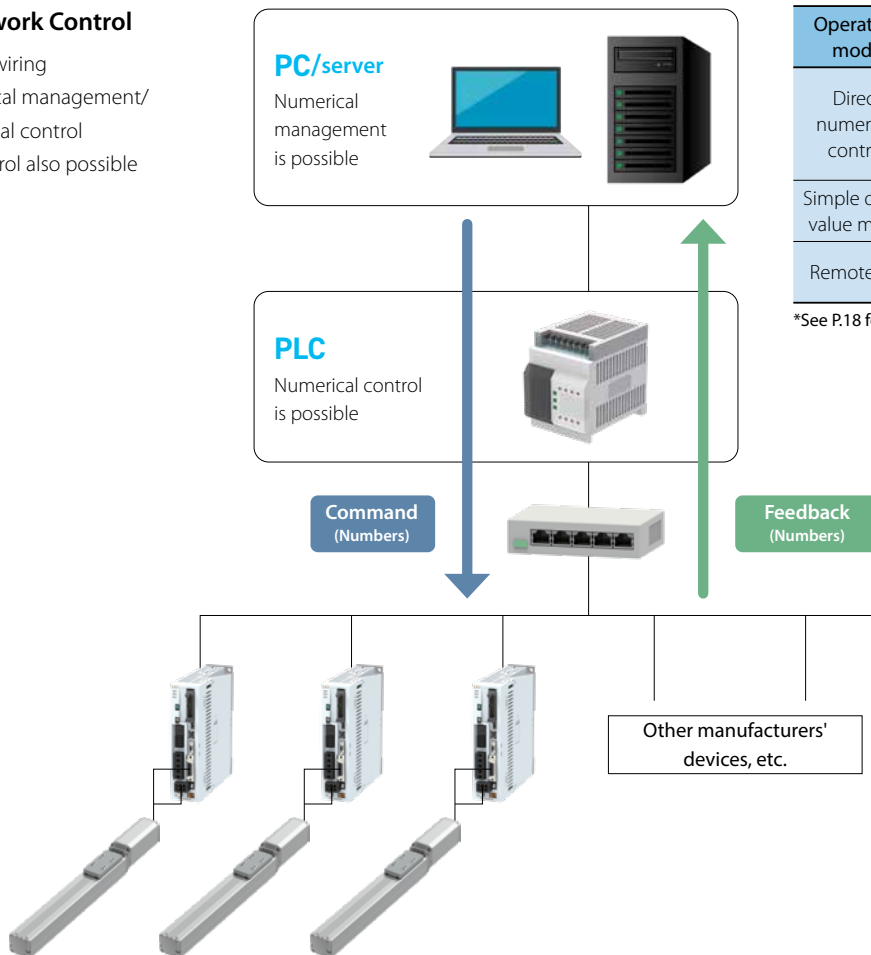 work Control
wiring
al management/
al control
rol also possible
PC/server
Numerical
management
is possible
PLC
Numerical control
is possible
Command
(Numbers)
Feedback
(Numbers)
Other manufacturers'
devices, etc.
Operat
mod
Direc
numer
contr
Simple
value
Remote
*See P.18 f